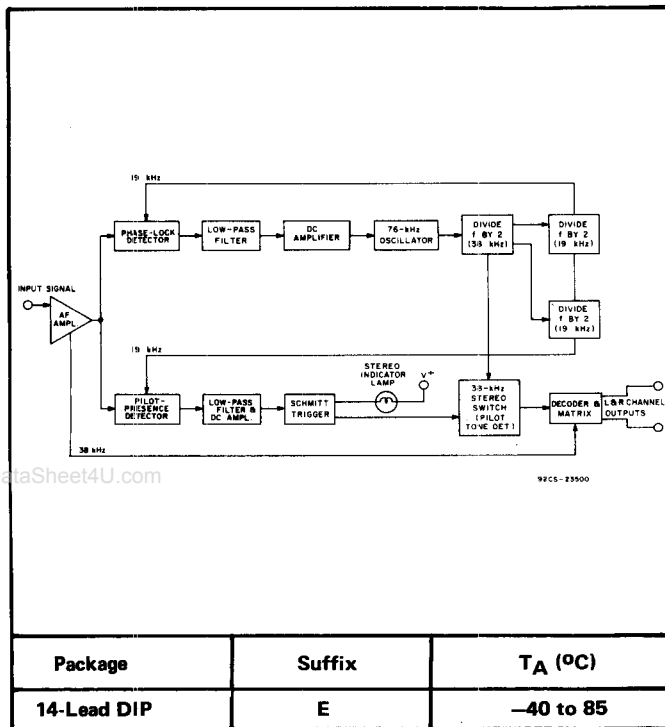 19 kHz
PHASE-LOCK
DETECTOR
LOW-PASS
FILTER
DC
AMPLIFIER
76-kHz
OSCILLATOR
DIVIDE
f BY 2
(38 kHz)
DIVIDE
f BY 2
(19 kHz)
INPUT SIGNAL
AF
AMPL.
DIVIDE
f BY 2
(19 kHz)
19 kHz
STEREO
INDICATOR
LAMP
V+
PILOT-
PRESENCE
DETECTOR
LOW-PASS
FILTER &
DC AMPL.
SCHMITT
TRIGGER
38-kHz
STEREO
SWITCH
(PILOT
TONE DET)
DECODER &
MATRIX
L&R CHANNEL
OUTPUTS
38 kHz
ataSheet4U.com
92CS-23500
Package Suffix TA (°C)
14-Lead DIP E −40 to 85